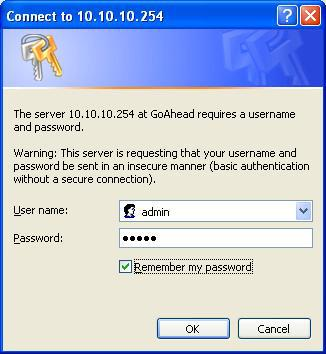 Connect to 10.10.10.254
The server 10.10.10.254 at GoAhead requires a username
and password.
Warning: This server is requesting that your username and
password be sent in an insecure manner (basic authentication
without a secure connection).
User name:
admin
Password:
•••••
Remember my password
OK
Cancel